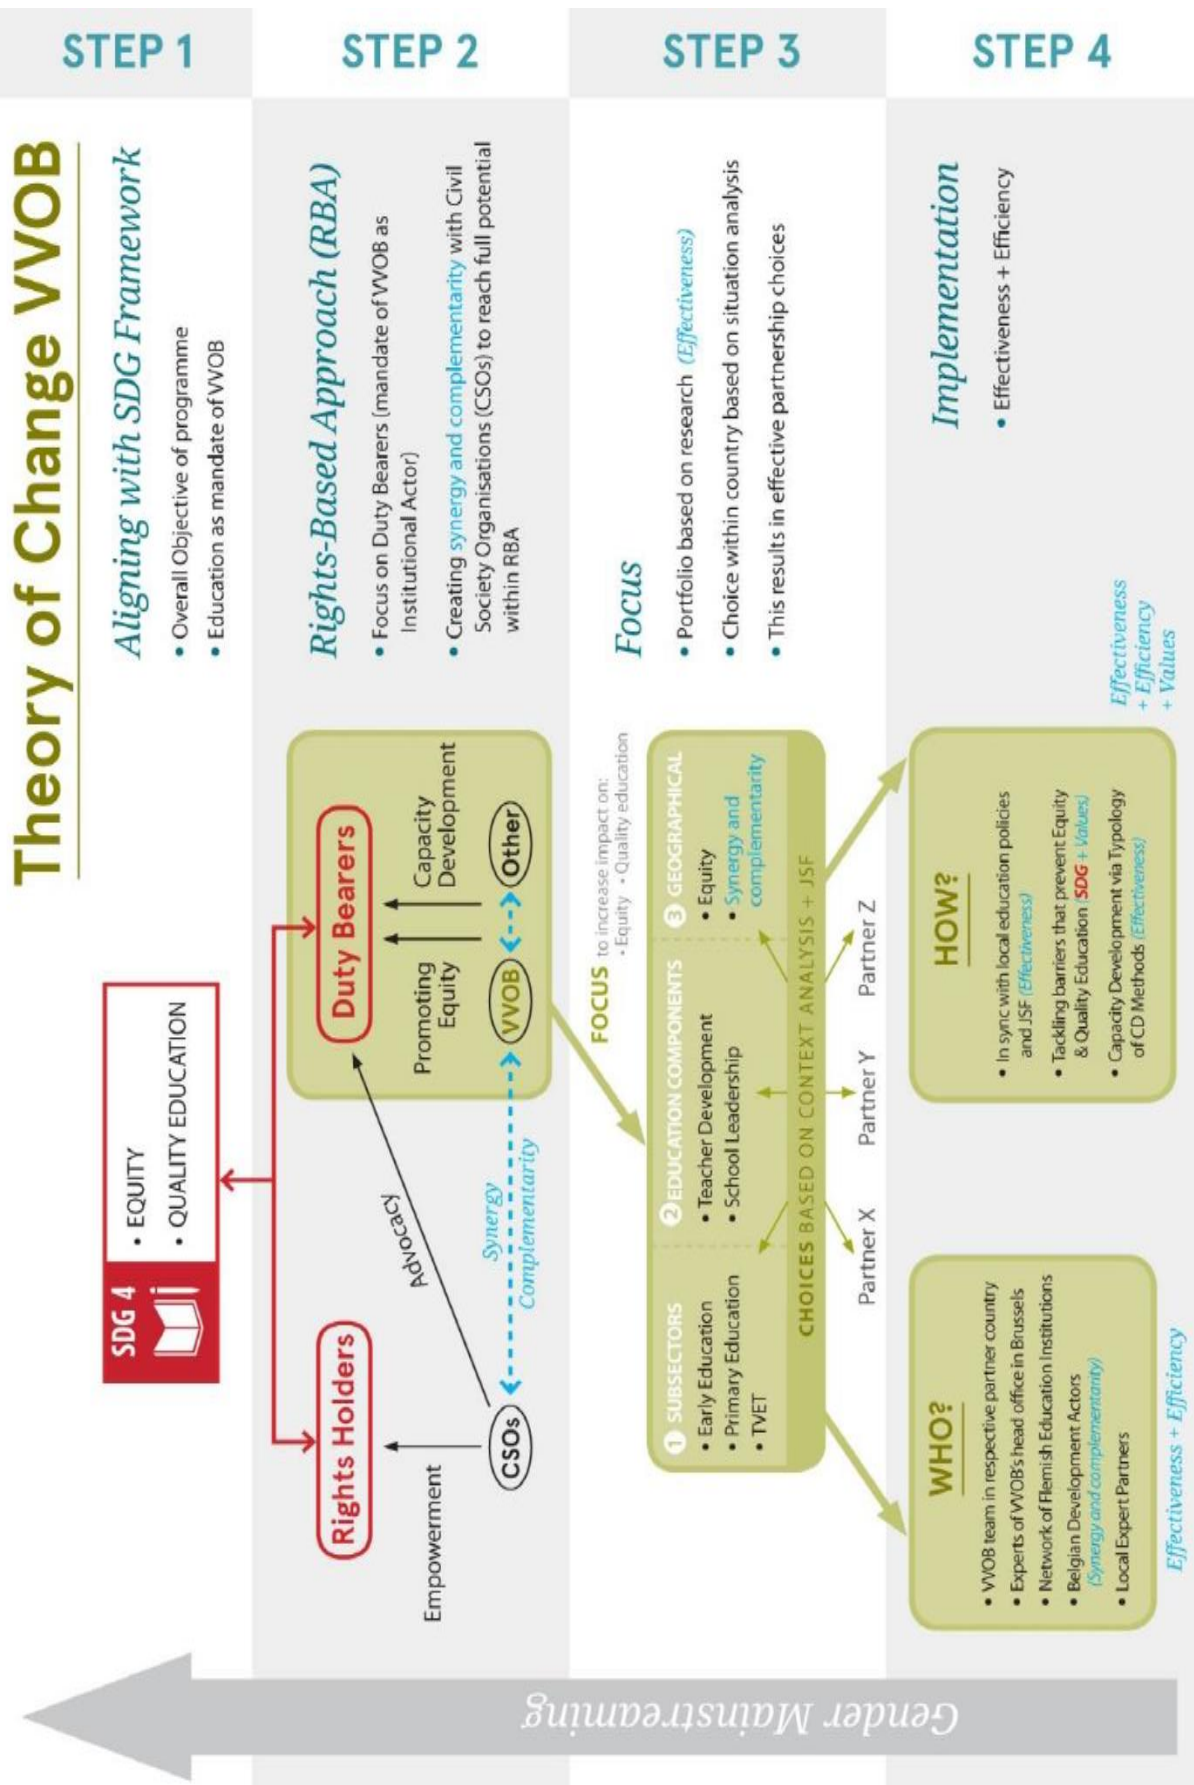 Theory of Change VVOB
STEP 1
Aligning with SDG Framework
• Overall Objective of programme
• Education as mandate of VVOB
SDG 4
• EQUITY
• QUALITY EDUCATION
STEP 2
Rights-Based Approach (RBA)
• Focus on Duty Bearers (mandate of VVOB as
Institutional Actor)
• Creating synergy and complementarity with Civil
Society Organisations (CSOs) to reach full potential
within RBA
Rights Holders
Duty Bearers
Empowerment
Advocacy
Promoting
Equity
Capacity
Development
CSOs
Synergy
Complementarity
VVOB
Other
STEP 3
Focus
• Portfolio based on research (Effectiveness)
• Choice within country based on situation analysis
• This results in effective partnership choices
FOCUS to increase impact on:
• Equity • Quality education
1 SUBSECTORS
• Early Education
• Primary Education
• TVET
2 EDUCATION COMPONENTS
• Teacher Development
• School Leadership
3 GEOGRAPHICAL
• Equity
• Synergy and
complementarity
CHOICES BASED ON CONTEXT ANALYSIS + JSF
Partner X
Partner Y
Partner Z
STEP 4
Implementation
• Effectiveness + Efficiency
WHO?
• VVOB team in respective partner country
• Experts of VVOB's head office in Brussels
• Network of Flemish Education Institutions
• Belgian Development Actors
(Synergy and complementarity)
• Local Expert Partners
Effectiveness + Efficiency
HOW?
• In sync with local education policies
and JSF (Effectiveness)
• Tackling barriers that prevent Equity
& Quality Education (SDG + Values)
• Capacity Development via Typology
of CD Methods (Effectiveness)
Effectiveness
+ Efficiency
+ Values
Gender Mainstreaming